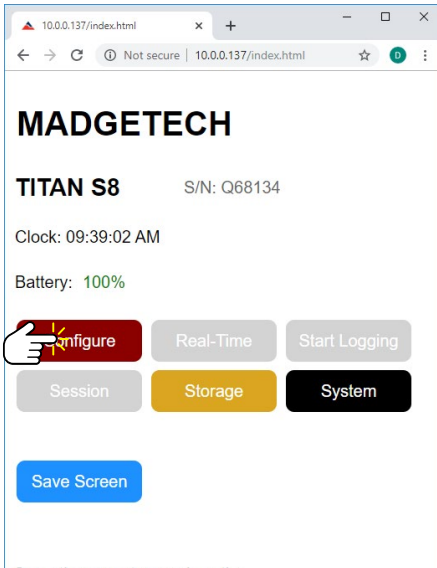 10.0.0.137/index.html
Not secure | 10.0.0.137/index.html D
MADGETECH
TITAN S8 S/N: Q68134
Clock: 09:39:02 AM
Battery: 100%
Configure Real-Time Start Logging
Session Storage System
Save Screen